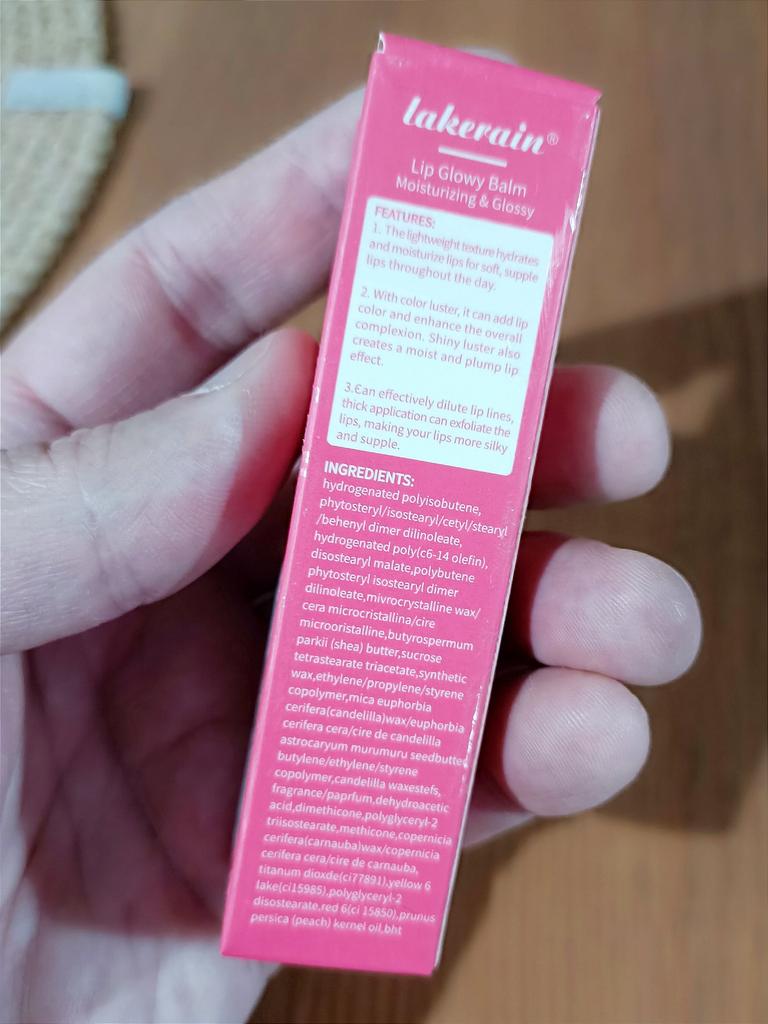 lakerain®
Lip Glowy Balm
Moisturizing & Glossy
FEATURES:
1. The lightweight texture hydrates
and moisturize lips for soft, supple
lips throughout the day.
2. With color luster, it can add lip
color and enhance the overall
complexion. Shiny luster also
creates a moist and plump lip
effect.
3.Can effectively dilute lip lines,
thick application can exfoliate the
lips, making your lips more silky
and supple.
INGREDIENTS:
hydrogenated polyisobutene,
phytosteryl/isostearyl/cetyl/stearyl
/behenyl dimer dilinoleate,
hydrogenated poly(c6-14 olefin),
disostearyl malate,polybutene
phytosteryl isostearyl dimer
dilinoleate,mivrocrystalline wax/
cera microcristallina/cire
microoristalline,butyrospermum
parkii (shea) butter,sucrose
tetrastearate triacetate,synthetic
wax,ethylene/propylene/styrene
copolymer,mica euphorbia
cerifera(candelilla)wax/euphorbia
cerifera cera/cire de candelilla
astrocaryum murumuru seedbutter
butylene/ethylene/styrene
copolymer,candelilla waxestefs,
fragrance/paprfum,dehydroacetic
acid,dimethicone,polyglyceryl-2
triisostearate,methicone,copernicia
cerifera(carnauba)wax/copernicia
cerifera cera/cire de carnauba,
titanum dioxde(ci77891),yellow 6
lake(ci15985),polyglyceryl-2
disostearate,red 6(ci 15850),prunus
persica (peach) kernel oil,bht